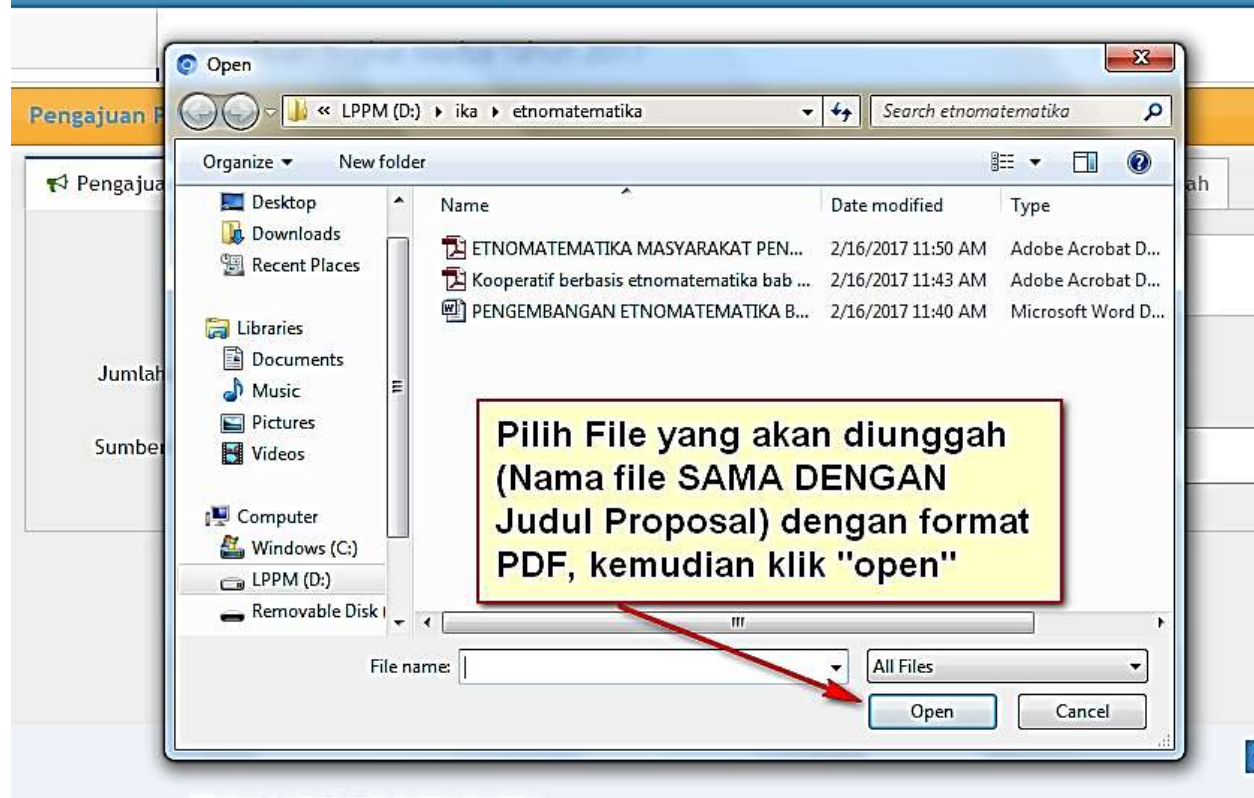 Open
Pengajuan P
« LPPM (D:) ▸ ika ▸ etnomatematika
Search etnomatematika
Organize
New folder
Pengajua
ah
Jumlah
Sumber
Desktop
Downloads
Recent Places
Libraries
Documents
Music
Pictures
Videos
Computer
Windows (C:)
LPPM (D:)
Removable Disk (
Name Date modified Type
ETNOMATEMATIKA MASYARAKAT PEN... 2/16/2017 11:50 AM Adobe Acrobat D...
Kooperatif berbasis etnomatematika bab ... 2/16/2017 11:43 AM Adobe Acrobat D...
PENGEMBANGAN ETNOMATEMATIKA B... 2/16/2017 11:40 AM Microsoft Word D...
Pilih File yang akan diunggah
(Nama file SAMA DENGAN
Judul Proposal) dengan format
PDF, kemudian klik "open"
File name:
All Files
Open
Cancel